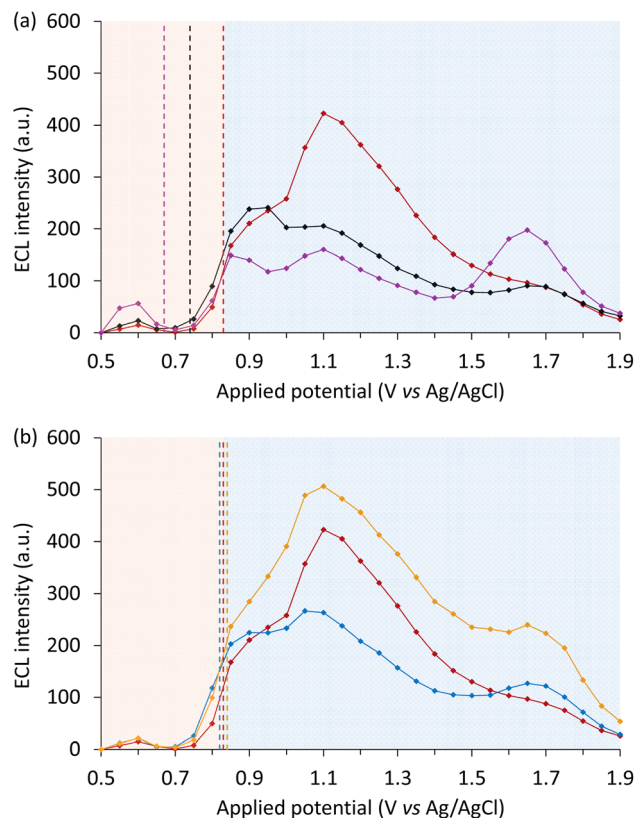 (a)
600
500
400
300
200
100
0
ECL intensity (a.u.)
0.5 0.7 0.9 1.1 1.3 1.5 1.7 1.9
Applied potential (V vs Ag/AgCl)
(b)
600
500
400
300
200
100
0
ECL intensity (a.u.)
0.5 0.7 0.9 1.1 1.3 1.5 1.7 1.9
Applied potential (V vs Ag/AgCl)